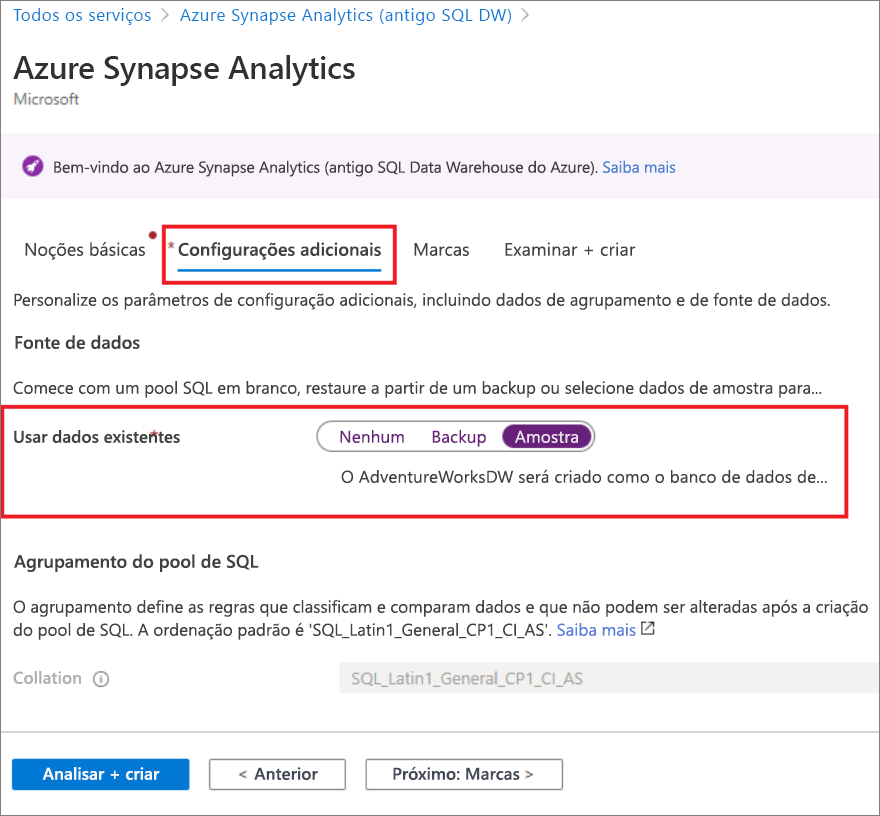 Todos os serviços > Azure Synapse Analytics (antigo SQL DW) >
Azure Synapse Analytics
Microsoft
Bem-vindo ao Azure Synapse Analytics (antigo SQL Data Warehouse do Azure). Saiba mais
Noções básicas * Configurações adicionais Marcas Examinar + criar
Personalize os parâmetros de configuração adicionais, incluindo dados de agrupamento e de fonte de dados.
Fonte de dados
Comece com um pool SQL em branco, restaure a partir de um backup ou selecione dados de amostra para...
Usar dados existentes * Nenhum Backup Amostra
O AdventureWorksDW será criado como o banco de dados de...
Agrupamento do pool de SQL
O agrupamento define as regras que classificam e comparam dados e que não podem ser alteradas após a criação
do pool de SQL. A ordenação padrão é 'SQL_Latin1_General_CP1_CI_AS'. Saiba mais
Collation SQL_Latin1_General_CP1_CI_AS
Analisar + criar < Anterior Próximo: Marcas >